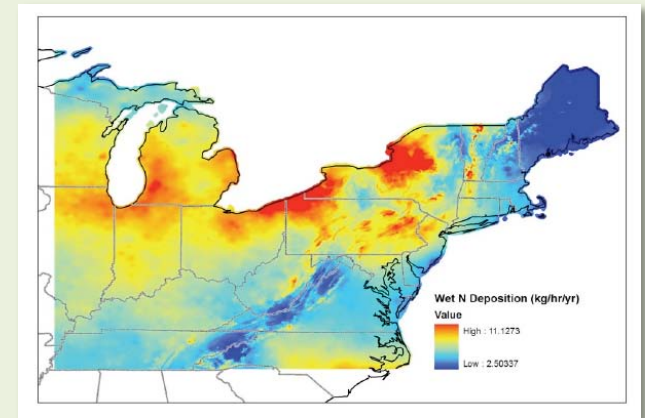 Wet N Deposition (kg/hr/yr)
Value
High : 11.1273
Low : 2.50337